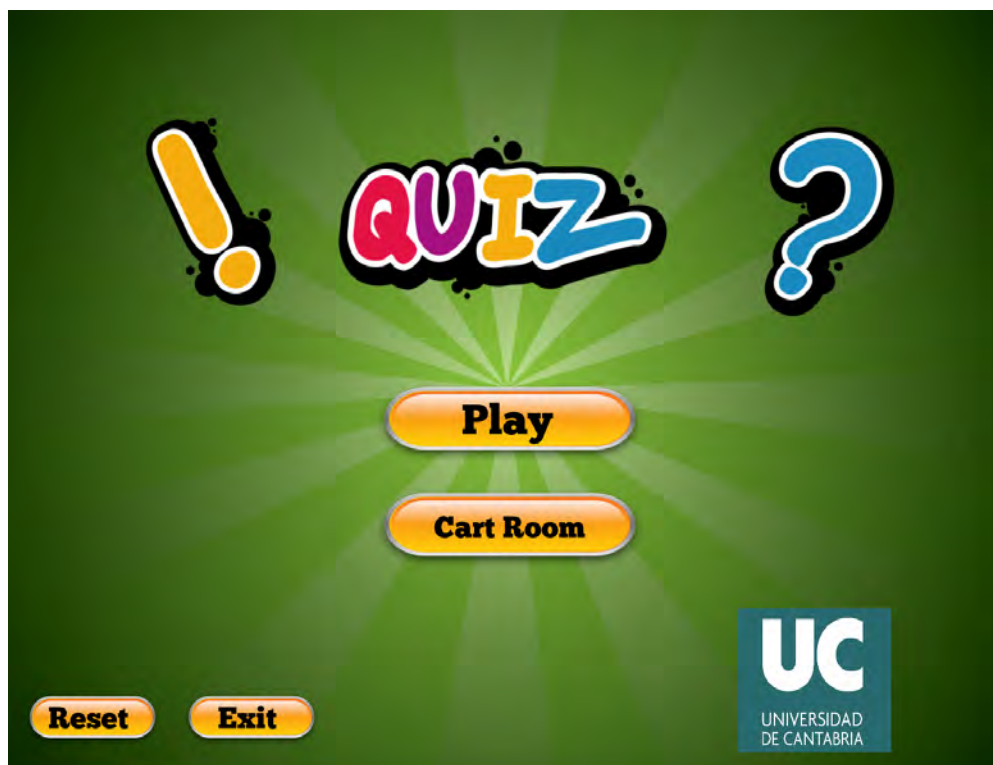 ! QUIZ ?
Play
Cart Room
Reset Exit
UC
UNIVERSIDAD
DE CANTABRIA